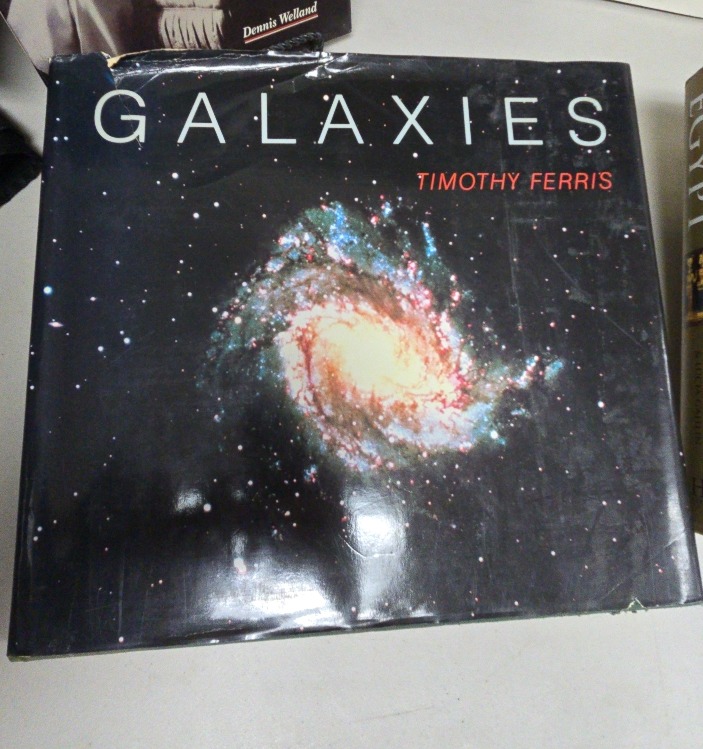 Dennis Welland
GALAXIES
TIMOTHY FERRIS
EGYPT